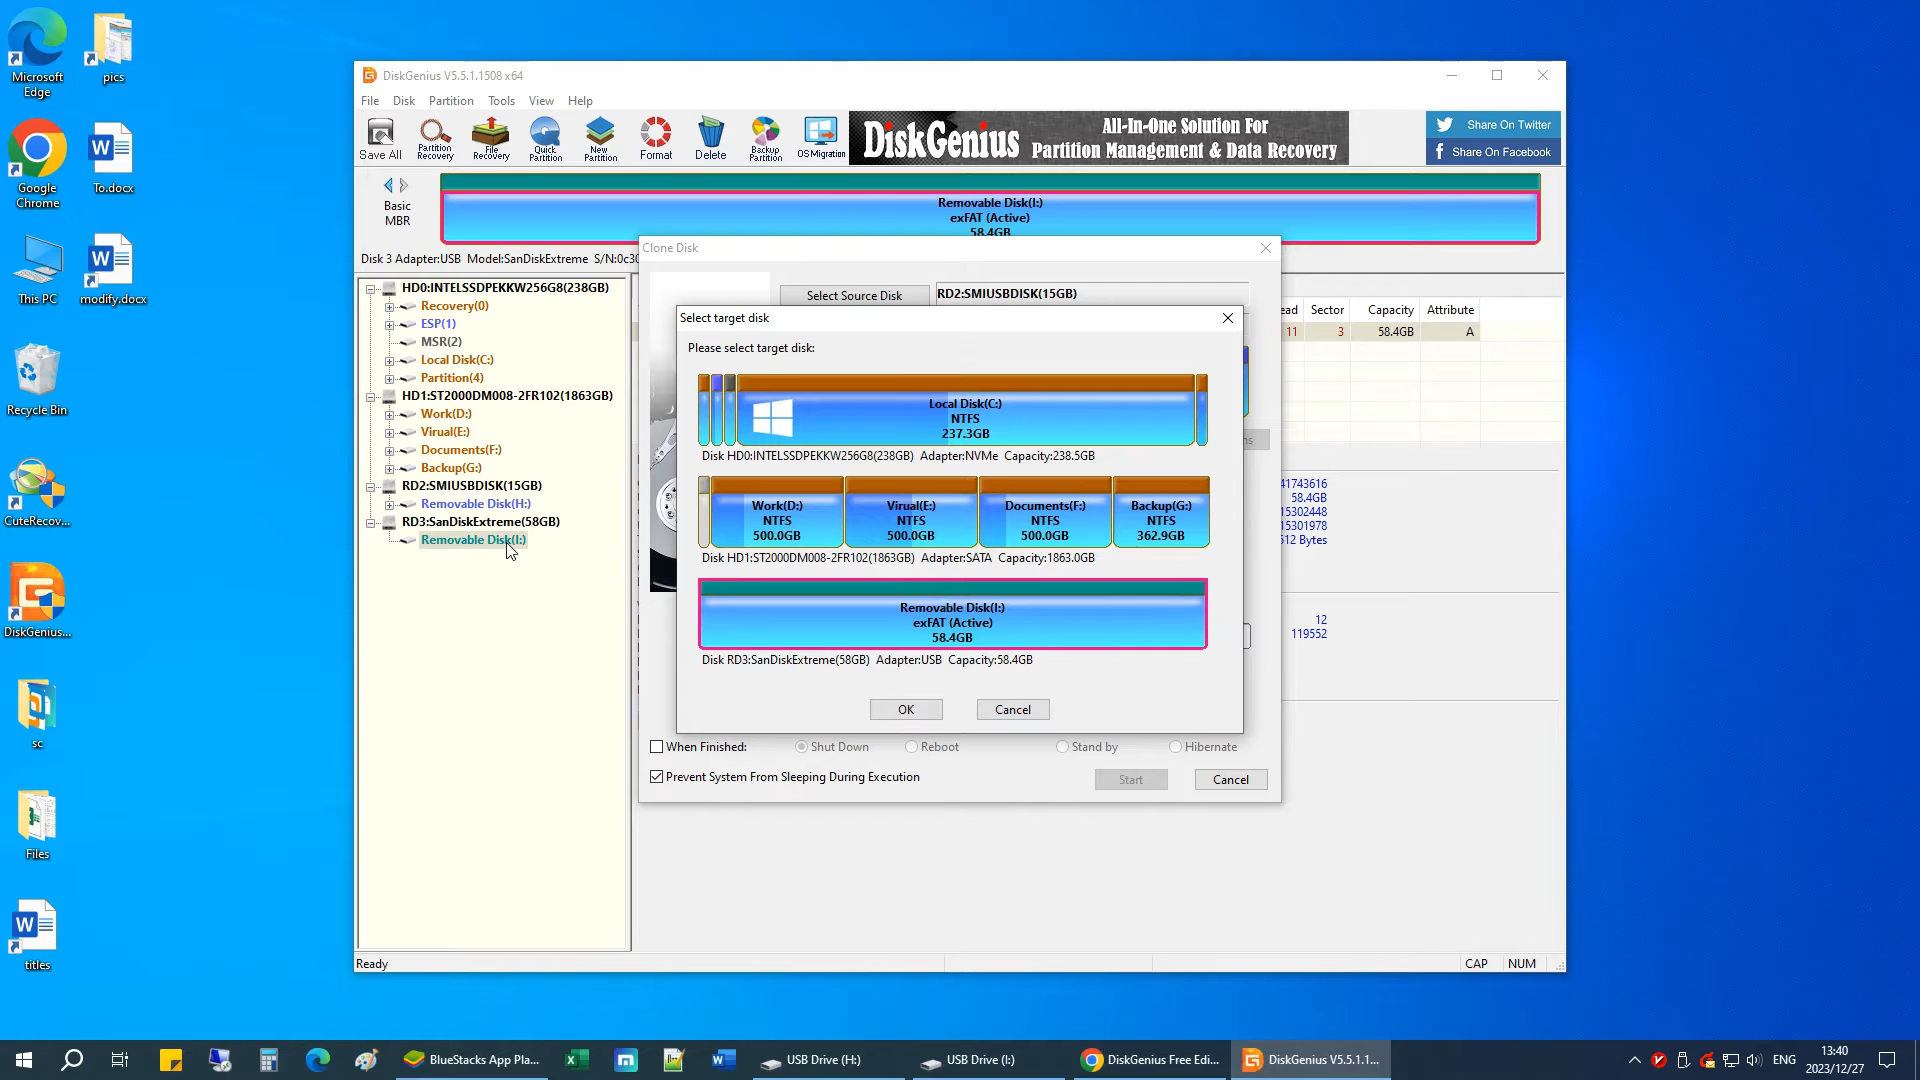 Microsoft
Edge
pics
Google
Chrome
To.docx
This PC
modify.docx
Recycle Bin
CuteRecov...
DiskGenius...
sc
Files
titles
DiskGenius V5.5.1.1508 x64
File Disk Partition Tools View Help
Save All
Partition
Recovery
File
Recovery
Quick
Partition
New
Partition
Format
Delete
Backup
Partition
OS Migration
DiskGenius
All-In-One Solution For
Partition Management & Data Recovery
Share On Twitter
Share On Facebook
Basic
MBR
Removable Disk(I:)
exFAT (Active)
58.4GB
Disk 3 Adapter:USB Model:SanDiskExtreme S/N:0c30
HD0:INTELSSDPEKKW256G8(238GB)
Recovery(0)
ESP(1)
MSR(2)
Local Disk(C:)
Partition(4)
HD1:ST2000DM008-2FR102(1863GB)
Work(D:)
Virual(E:)
Documents(F:)
Backup(G:)
RD2:SMIUSBDISK(15GB)
Removable Disk(H:)
RD3:SanDiskExtreme(58GB)
Removable Disk(I:)
ead Sector Capacity Attribute
11 3 58.4GB A
41743616
58.4GB
15302448
15301978
512 Bytes
12
119552
Clone Disk
Select Source Disk RD2:SMIUSBDISK(15GB)
ns
Select target disk
Please select target disk:
Local Disk(C:)
NTFS
237.3GB
Disk HD0:INTELSSDPEKKW256G8(238GB) Adapter:NVMe Capacity:238.5GB
Work(D:)
NTFS
500.0GB
Virual(E:)
NTFS
500.0GB
Documents(F:)
NTFS
500.0GB
Backup(G:)
NTFS
362.9GB
Disk HD1:ST2000DM008-2FR102(1863GB) Adapter:SATA Capacity:1863.0GB
Removable Disk(I:)
exFAT (Active)
58.4GB
Disk RD3:SanDiskExtreme(58GB) Adapter:USB Capacity:58.4GB
OK Cancel
When Finished: Shut Down Reboot Stand by Hibernate
Prevent System From Sleeping During Execution
Start Cancel
Ready CAP NUM
BlueStacks App Pla...
USB Drive (H:)
USB Drive (I:)
DiskGenius Free Edi...
DiskGenius V5.5.1.1...
ENG
13:40
2023/12/27